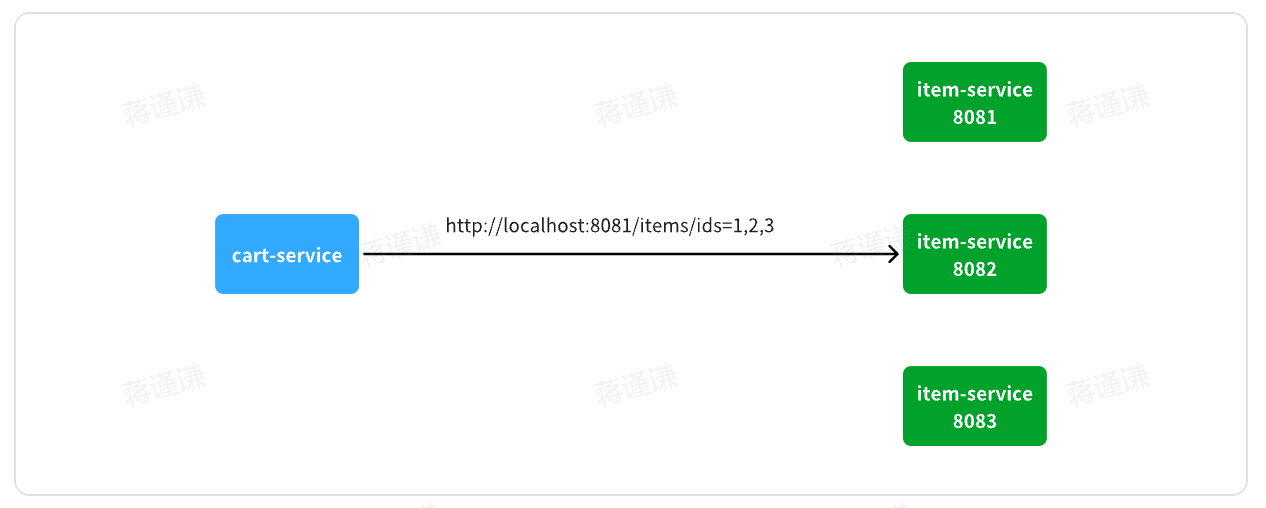 item-service
8081
http://localhost:8081/items/ids=1,2,3
cart-service
item-service
8082
item-service
8083
蒋谨谦
蒋谨谦
蒋谨谦
蒋谨谦
蒋谨谦
蒋谨谦
蒋谨谦
蒋谨谦